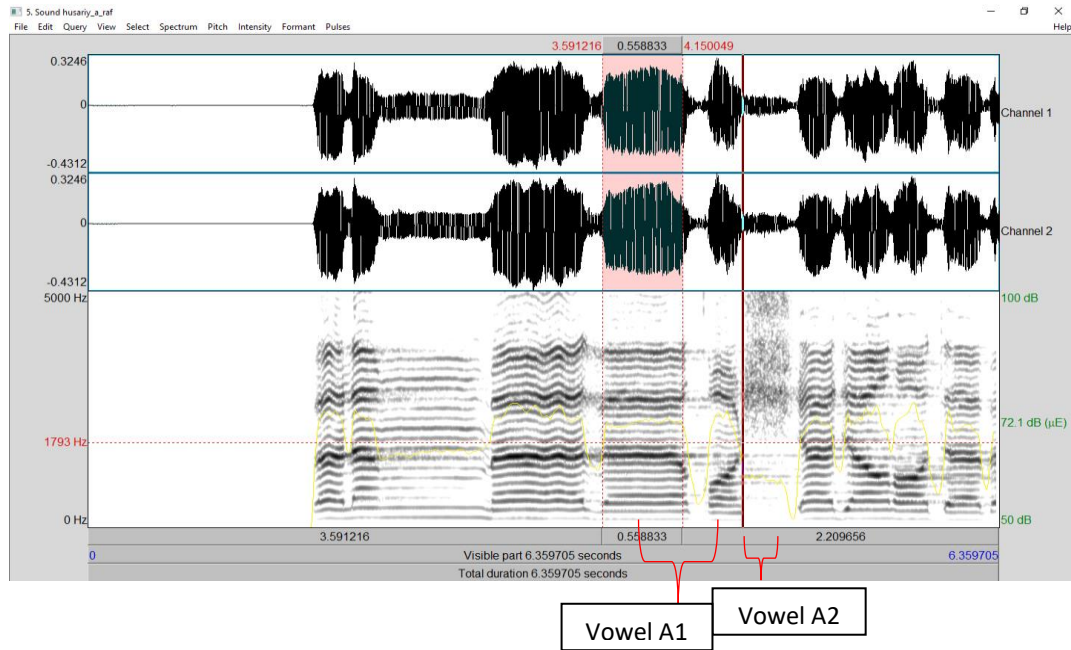 5. Sound husariy_a_raf
File Edit Query View Select Spectrum Pitch Intensity Formant Pulses Help
3.591216 0.558833 4.150049
0.3246
0
-0.4312
Channel 1
0.3246
0
-0.4312
Channel 2
5000 Hz 100 dB
1793 Hz 72.1 dB (µE)
0 Hz 50 dB
3.591216 0.558833 2.209656
0 Visible part 6.359705 seconds 6.359705
Total duration 6.359705 seconds
Vowel A1
Vowel A2